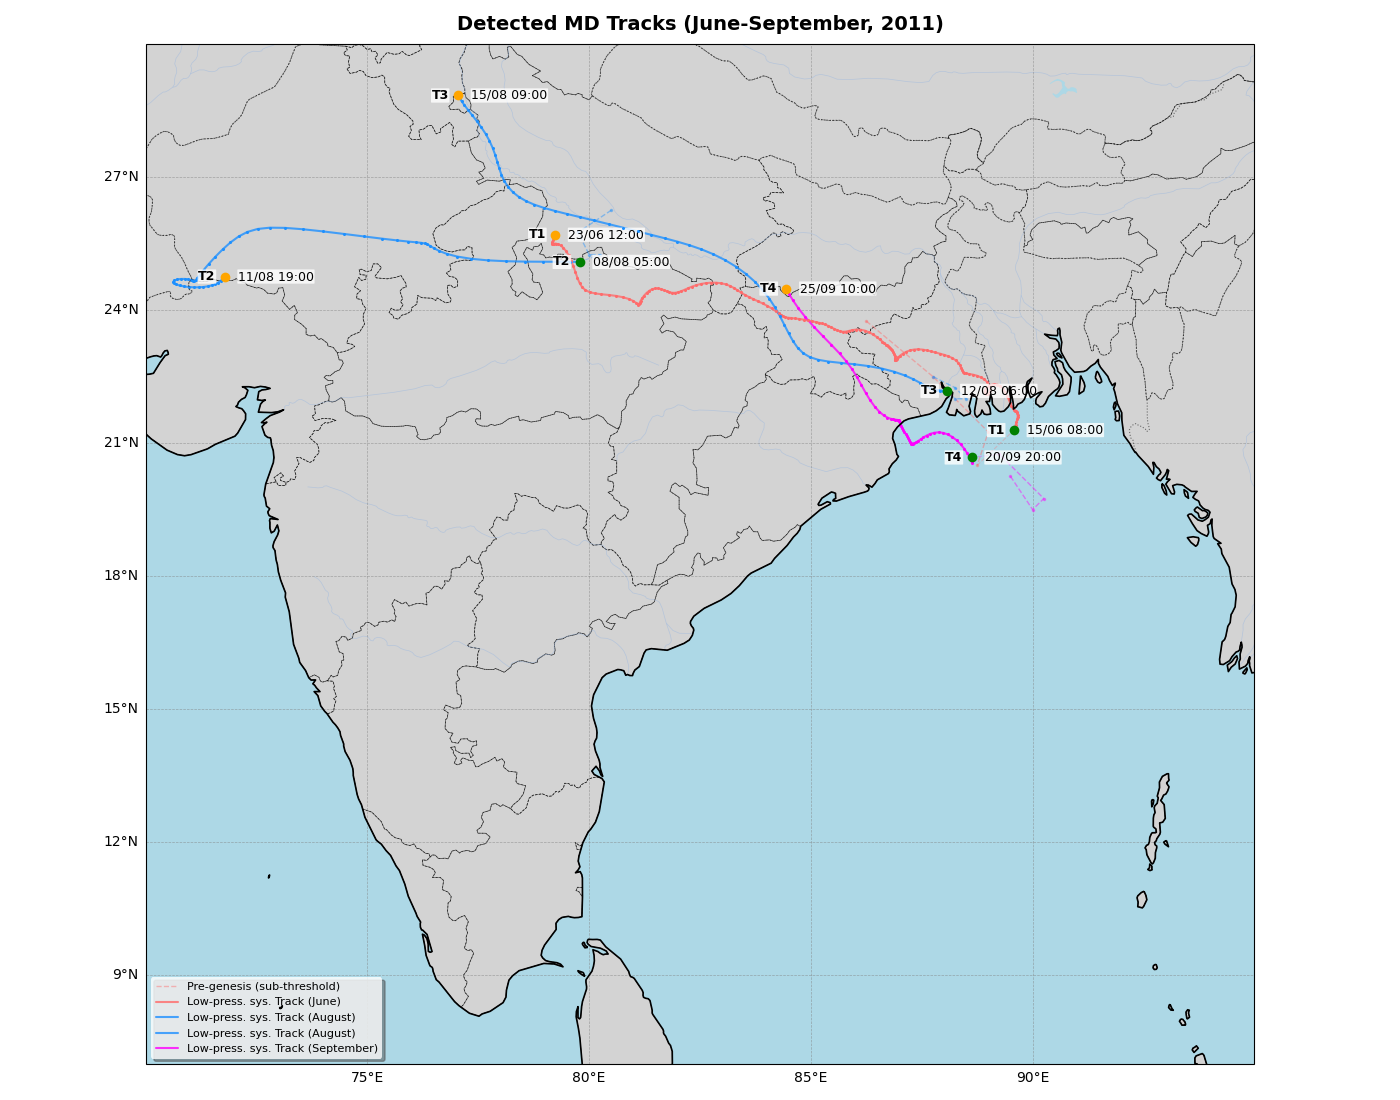 Detected MD Tracks (June-September, 2011)
T3 15/08 09:00
27°N
T1 23/06 12:00
T2 08/08 05:00
T2 11/08 19:00
T4 25/09 10:00
24°N
T3 12/08 06:00
T1 15/06 08:00
21°N
T4 20/09 20:00
18°N
15°N
12°N
9°N
Pre-genesis (sub-threshold)
Low-press. sys. Track (June)
Low-press. sys. Track (August)
Low-press. sys. Track (August)
Low-press. sys. Track (September)
75°E 80°E 85°E 90°E